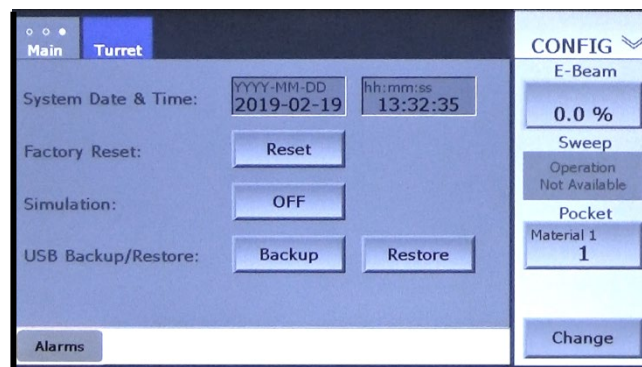 Main Turret
CONFIG
System Date & Time:
YYYY-MM-DD
2019-02-19
hh:mm:ss
13:32:35
Factory Reset:
Reset
Simulation:
OFF
USB Backup/Restore:
Backup
Restore
Alarms
E-Beam
0.0 %
Sweep
Operation
Not Available
Pocket
Material 1
1
Change